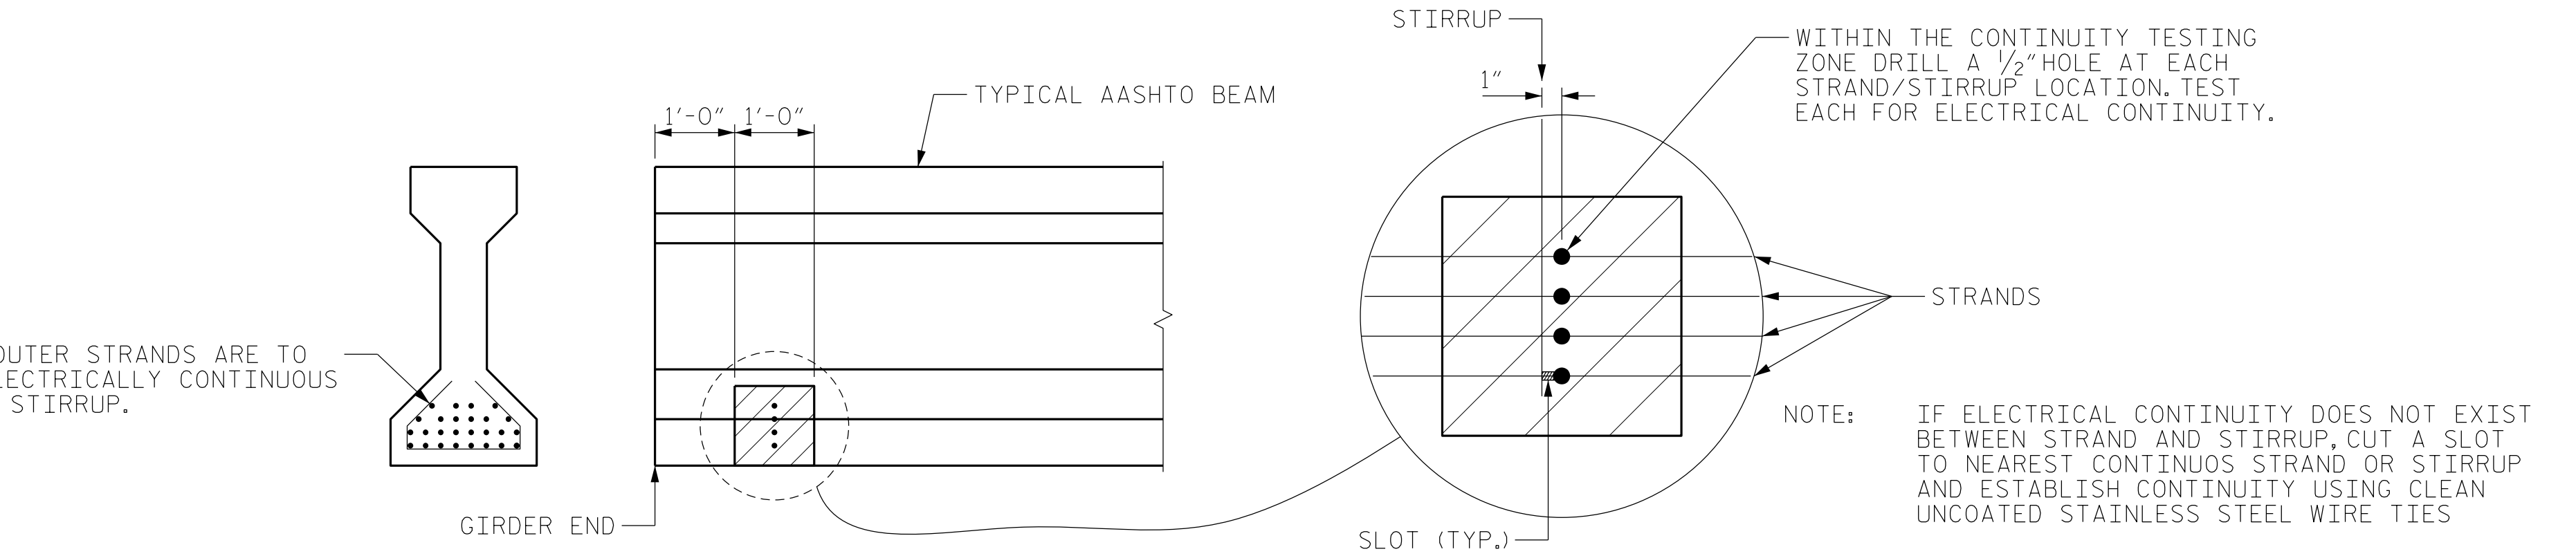 STIRRUP
1"
WITHIN THE CONTINUITY TESTING
ZONE DRILL A 1/2" HOLE AT EACH
STRAND/STIRRUP LOCATION. TEST
EACH FOR ELECTRICAL CONTINUITY.
TYPICAL AASHTO BEAM
1'-0" 1'-0"
STRANDS
OUTER STRANDS ARE TO
LECTRICALLY CONTINUOUS
STIRRUP.
NOTE: IF ELECTRICAL CONTINUITY DOES NOT EXIST
BETWEEN STRAND AND STIRRUP, CUT A SLOT
TO NEAREST CONTINUOS STRAND OR STIRRUP
AND ESTABLISH CONTINUITY USING CLEAN
UNCOATED STAINLESS STEEL WIRE TIES
GIRDER END
SLOT (TYP.)